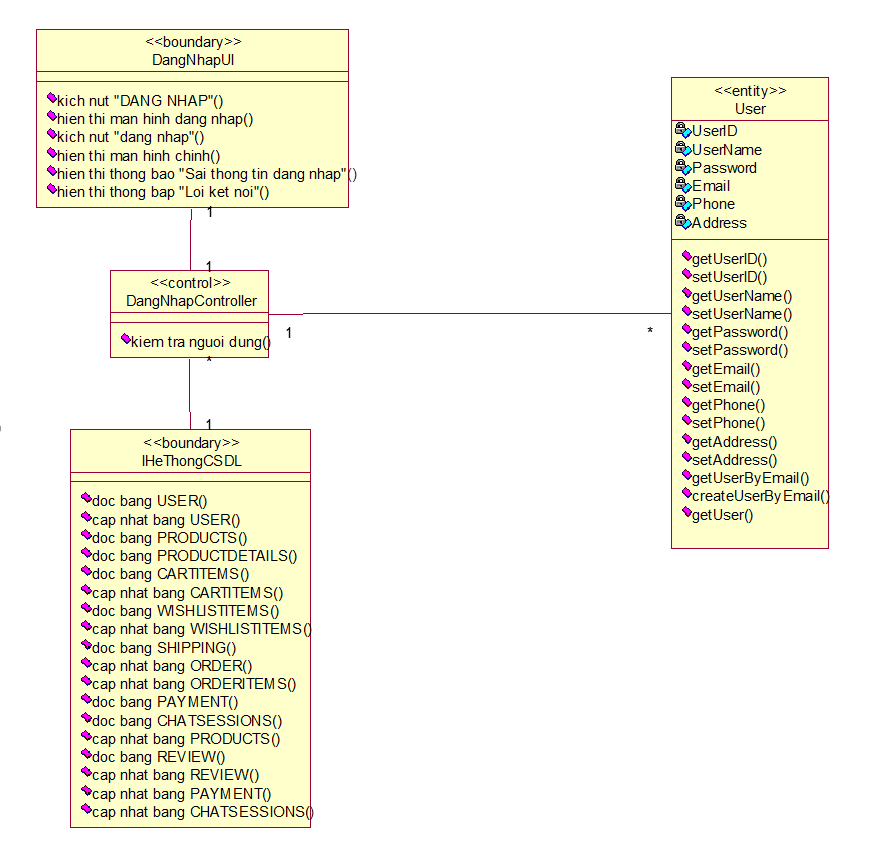 <<boundary>>
DangNhapUI
kich nut "DANG NHAP"()
hien thi man hinh dang nhap()
kich nut "dang nhap"()
hien thi man hinh chinh()
hien thi thong bao "Sai thong tin dang nhap"()
hien thi thong bap "Loi ket noi"()
1
1
<<control>>
DangNhapController
kiem tra nguoi dung()
1
*
*
1
<<boundary>>
IHeThongCSDL
doc bang USER()
cap nhat bang USER()
doc bang PRODUCTS()
doc bang PRODUCTDETAILS()
doc bang CARTITEMS()
cap nhat bang CARTITEMS()
doc bang WISHLISTITEMS()
cap nhat bang WISHLISTITEMS()
doc bang SHIPPING()
cap nhat bang ORDER()
cap nhat bang ORDERITEMS()
doc bang PAYMENT()
doc bang CHATSESSIONS()
cap nhat bang PRODUCTS()
doc bang REVIEW()
cap nhat bang REVIEW()
cap nhat bang PAYMENT()
cap nhat bang CHATSESSIONS()
<<entity>>
User
UserID
UserName
Password
Email
Phone
Address
getUserID()
setUserID()
getUserName()
setUserName()
getPassword()
setPassword()
getEmail()
setEmail()
getPhone()
setPhone()
getAddress()
setAddress()
getUserByEmail()
createUserByEmail()
getUser()